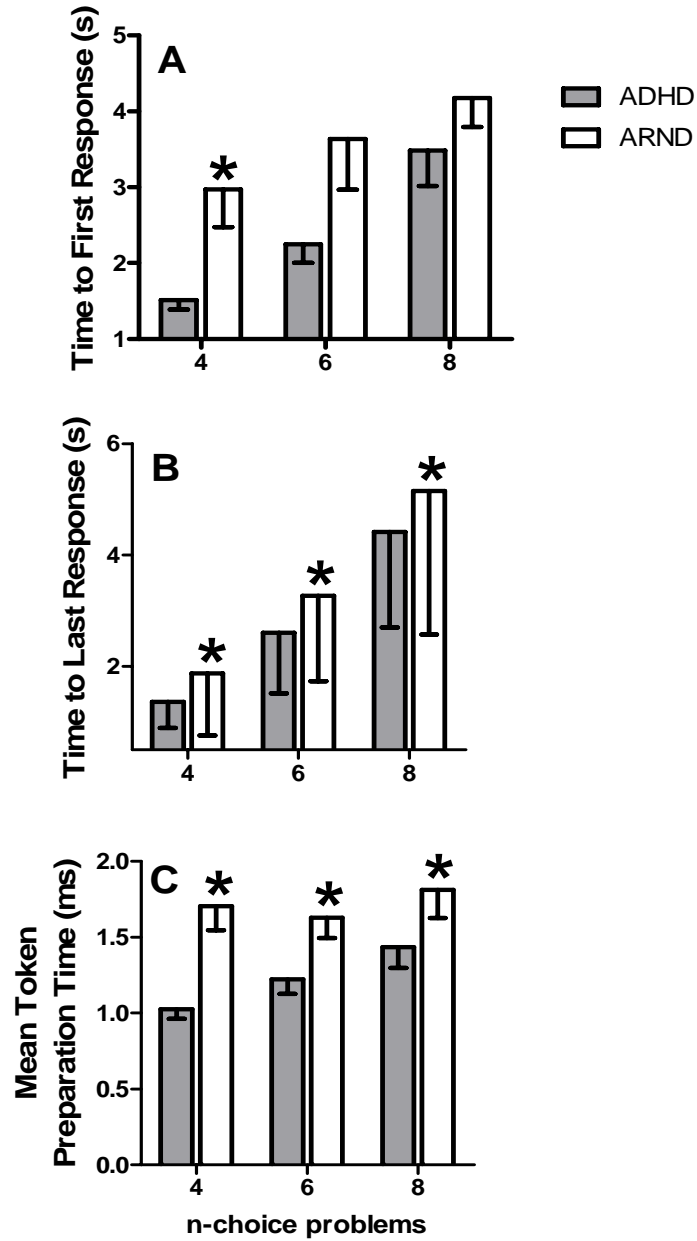 A
Time to First Response (s)
5
4
3
2
1
*
4
6
8
ADHD
ARND
B
Time to Last Response (s)
6
4
2
*
*
*
4
6
8
C
Mean Token
Preparation Time (ms)
2.0
1.5
1.0
0.5
0.0
*
*
*
4
6
8
n-choice problems